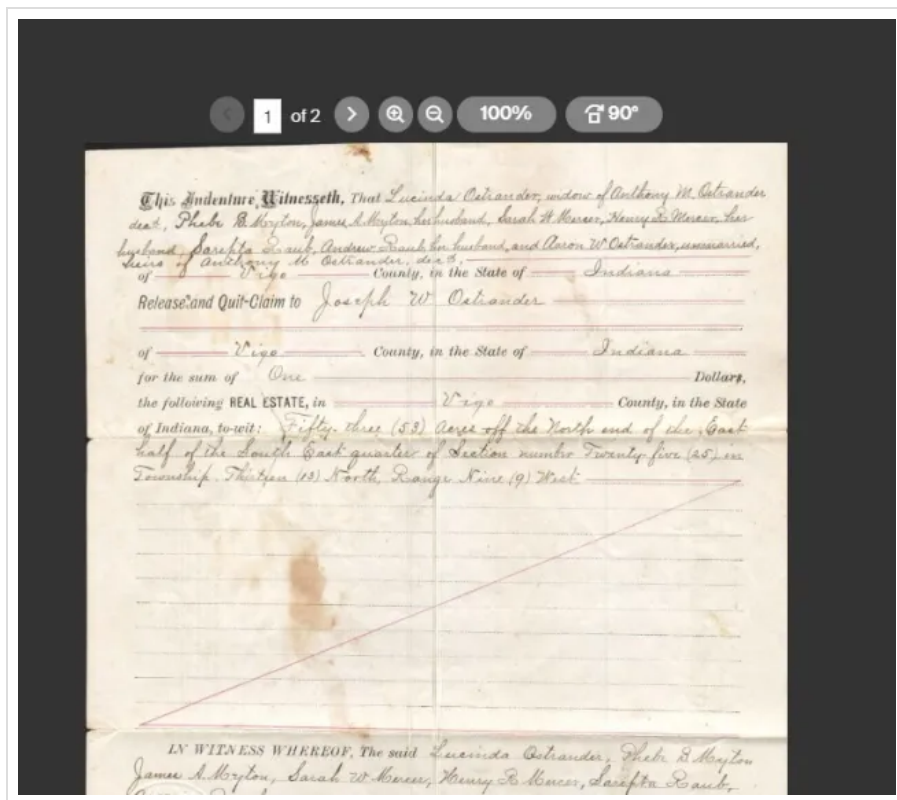 1 of 2 100% 90°
This Indenture Witnesseth, That Lucinda Ostrander, widow of Anthony M. Ostrander
decd, Phebe B. Moyton, James A. Moyton, her husband, Sarah W. Mercer, Henry R. Mercer, her
husband, Sarepta Raub, Andrew Raub her husband, and Aaron W Ostrander, unmarried,
heirs of Anthony M Ostrander, decd,
of Vigo County, in the State of Indiana
Release and Quit-Claim to Joseph W Ostrander
of Vigo County, in the State of Indiana
for the sum of One Dollars,
the following REAL ESTATE, in Vigo County, in the State
of Indiana, to-wit: Fifty-three (53) Acres off the North end of the East
half of the South East quarter of Section number Twenty five (25) in
Township Thirteen (13) North, Range Nine (9) West
IN WITNESS WHEREOF, The said Lucinda Ostrander, Phebe B Moyton
James A. Moyton, Sarah W Mercer, Henry R Mercer, Sarepta Raub,